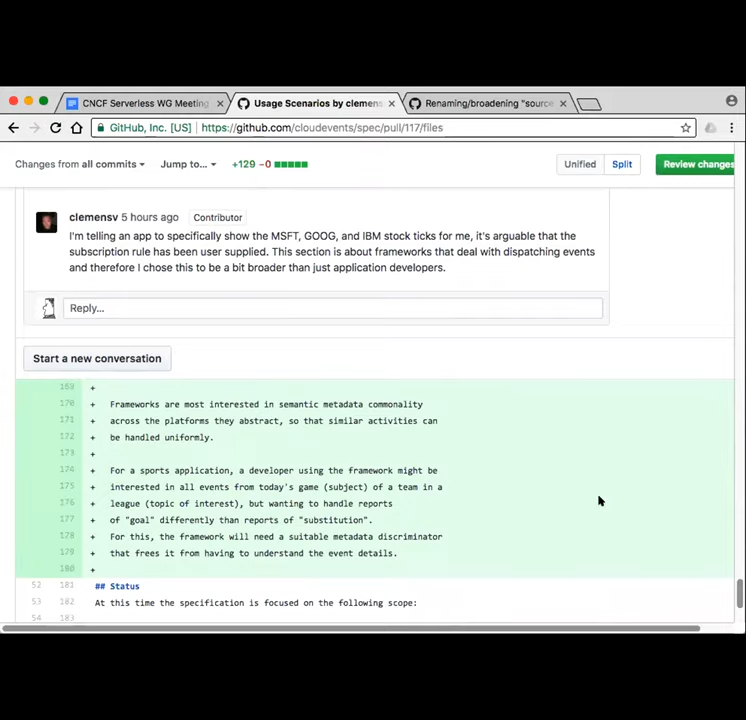 CNCF Serverless WG Meeting
Usage Scenarios by clemens
Renaming/broadening "source
GitHub, Inc. [US] https://github.com/cloudevents/spec/pull/117/files
Changes from all commits Jump to... +129 −0 Unified Split Review changes
clemensv 5 hours ago Contributor
I'm telling an app to specifically show the MSFT, GOOG, and IBM stock ticks for me, it's arguable that the
subscription rule has been user supplied. This section is about frameworks that deal with dispatching events
and therefore I chose this to be a bit broader than just application developers.
Reply...
Start a new conversation
169 +
170 + Frameworks are most interested in semantic metadata commonality
171 + across the platforms they abstract, so that similar activities can
172 + be handled uniformly.
173 +
174 + For a sports application, a developer using the framework might be
175 + interested in all events from today's game (subject) of a team in a
176 + league (topic of interest), but wanting to handle reports
177 + of "goal" differently than reports of "substitution".
178 + For this, the framework will need a suitable metadata discriminator
179 + that frees it from having to understand the event details.
180 +
52 181 ## Status
53 182 At this time the specification is focused on the following scope:
54 183